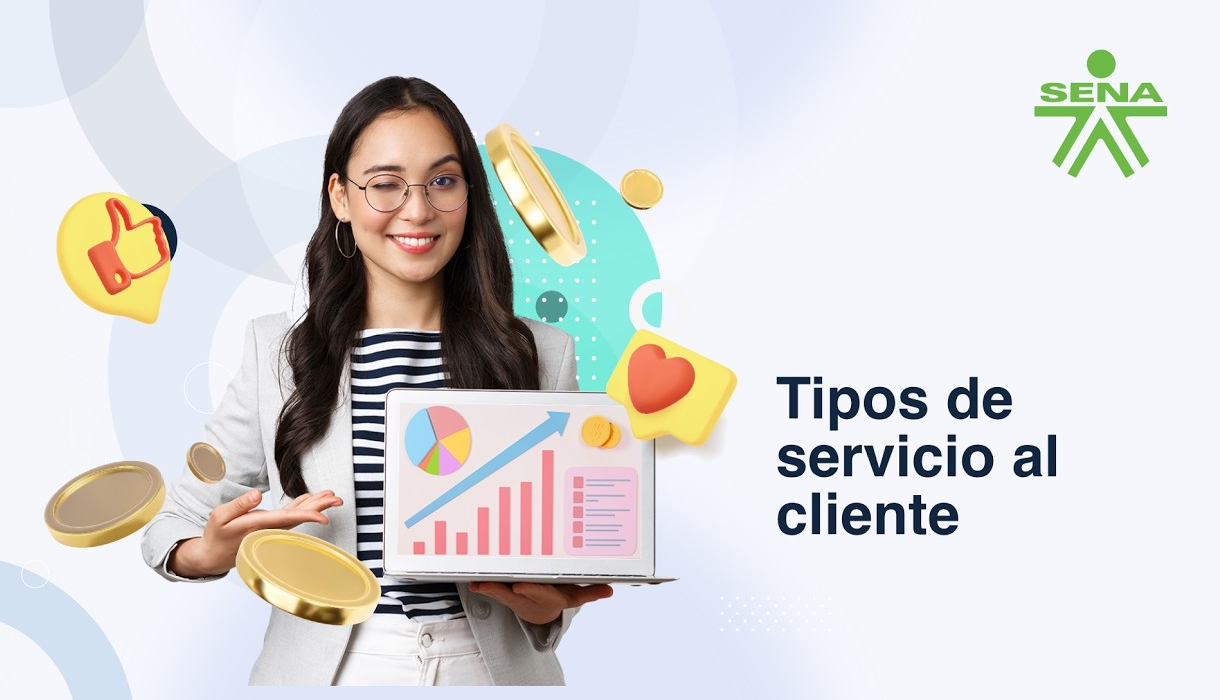 SENA
Tipos de
servicio al
cliente